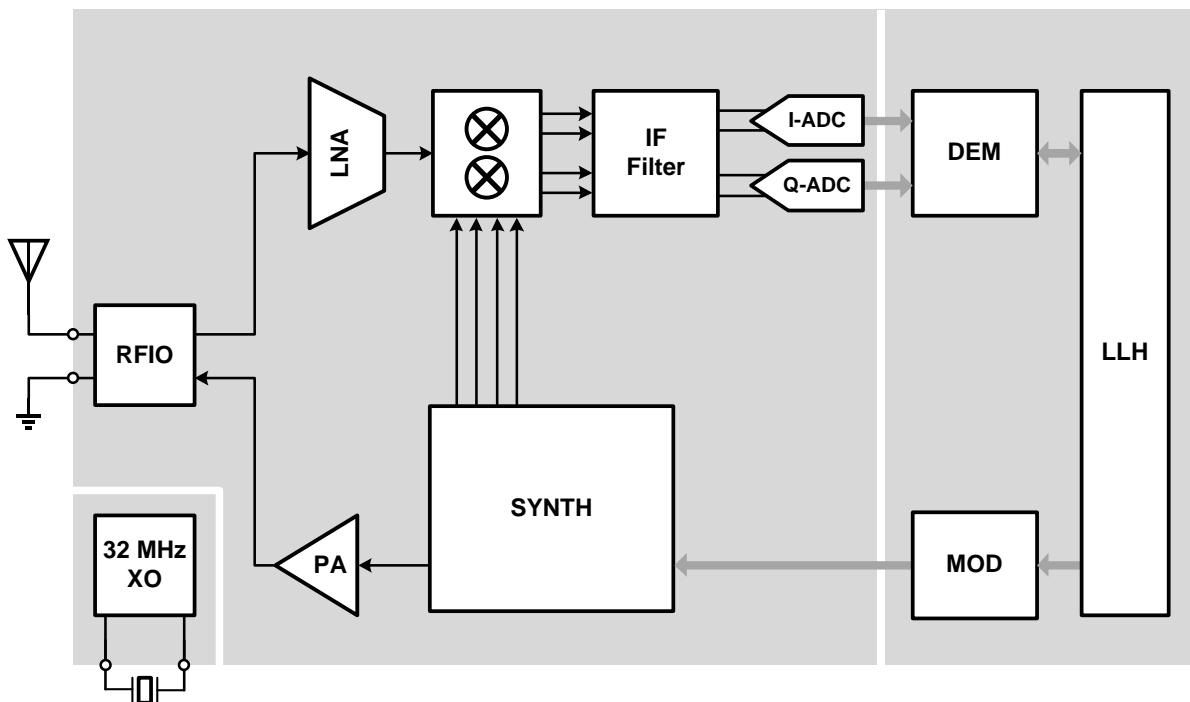 LNA
IF
Filter
I-ADC
Q-ADC
DEM
LLH
RFIO
SYNTH
PA
MOD
32 MHz
XO